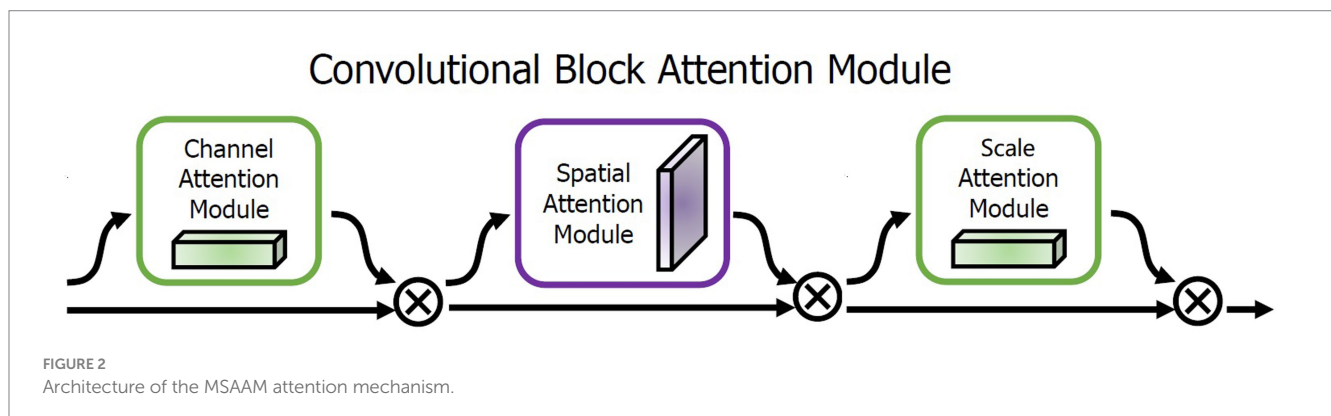 Convolutional Block Attention Module
Channel
Attention
Module
Spatial
Attention
Module
Scale
Attention
Module
FIGURE 2
Architecture of the MSAAM attention mechanism.